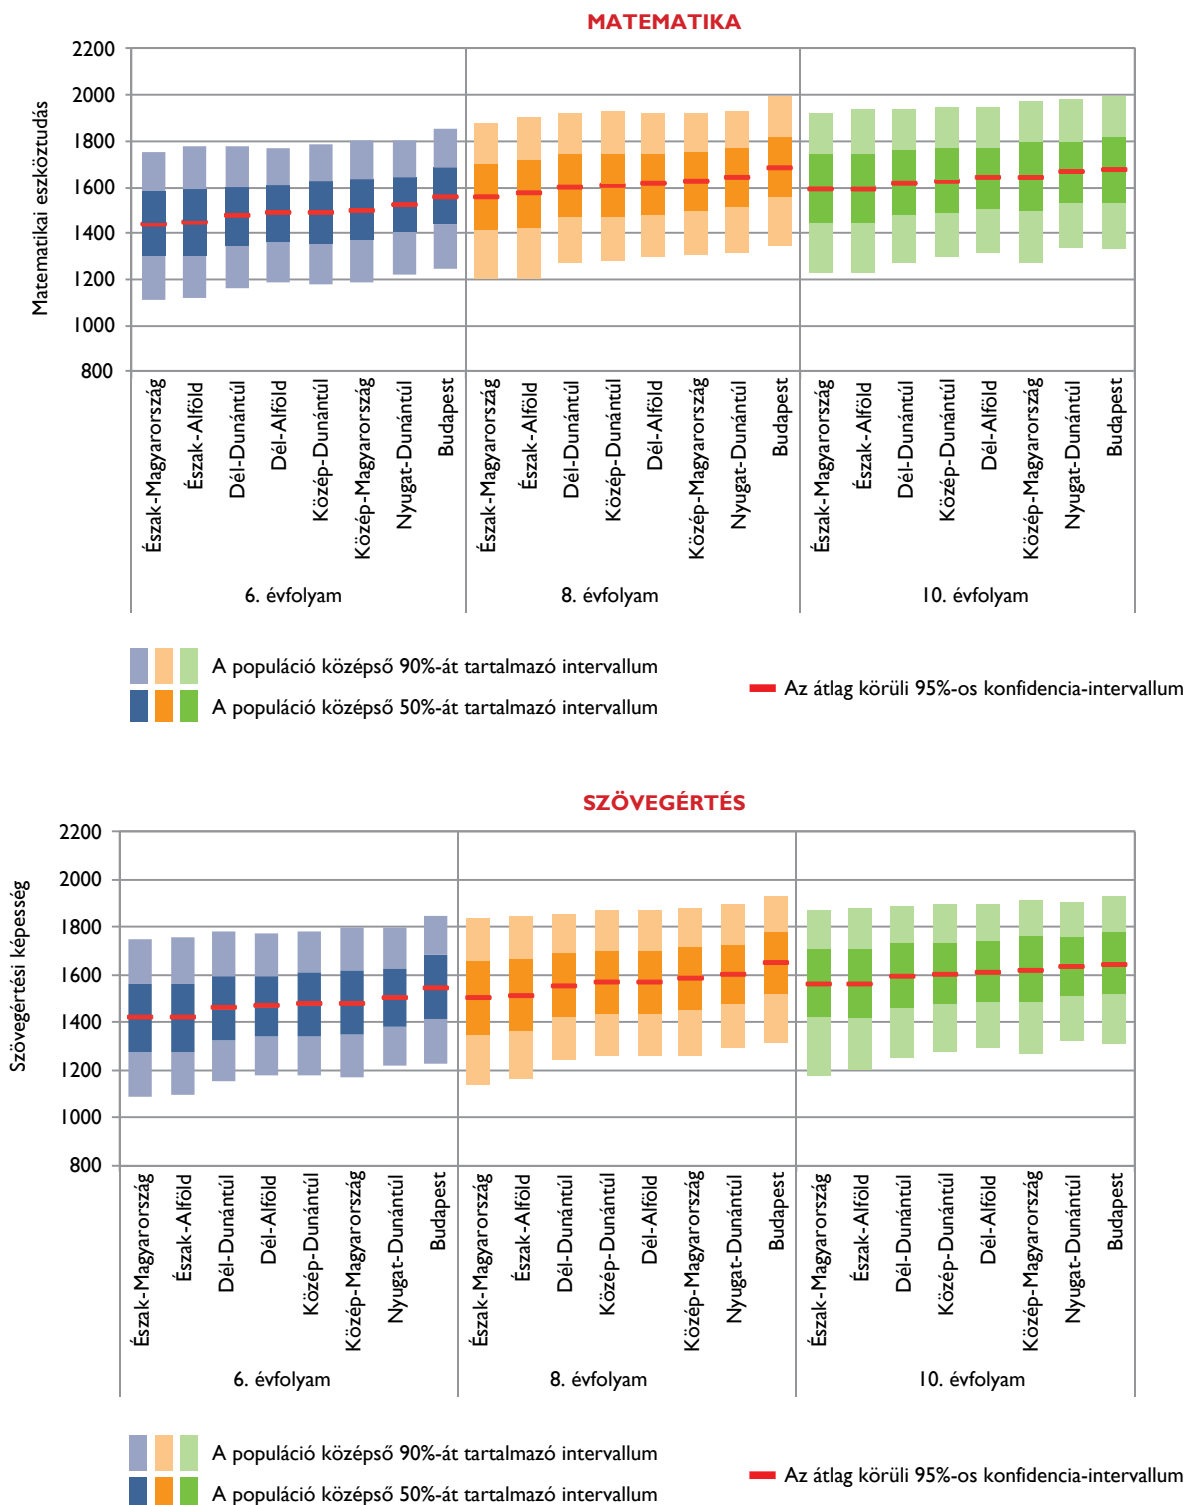 MATEMATIKA
Matematikai eszköztudás
2200
2000
1800
1600
1400
1200
1000
800
Észak-Magyarország
Észak-Alföld
Dél-Dunántúl
Dél-Alföld
Közép-Dunántúl
Közép-Magyarország
Nyugat-Dunántúl
Budapest
Észak-Magyarország
Észak-Alföld
Dél-Dunántúl
Közép-Dunántúl
Dél-Alföld
Közép-Magyarország
Nyugat-Dunántúl
Budapest
Észak-Magyarország
Észak-Alföld
Dél-Dunántúl
Közép-Dunántúl
Dél-Alföld
Közép-Magyarország
Nyugat-Dunántúl
Budapest
6. évfolyam
8. évfolyam
10. évfolyam
A populáció középső 90%-át tartalmazó intervallum
A populáció középső 50%-át tartalmazó intervallum
Az átlag körüli 95%-os konfidencia-intervallum
SZÖVEGÉRTÉS
Szövegértési képesség
2200
2000
1800
1600
1400
1200
1000
800
Észak-Magyarország
Észak-Alföld
Dél-Dunántúl
Dél-Alföld
Közép-Dunántúl
Közép-Magyarország
Nyugat-Dunántúl
Budapest
Észak-Magyarország
Észak-Alföld
Dél-Dunántúl
Közép-Dunántúl
Dél-Alföld
Közép-Magyarország
Nyugat-Dunántúl
Budapest
Észak-Magyarország
Észak-Alföld
Dél-Dunántúl
Közép-Dunántúl
Dél-Alföld
Közép-Magyarország
Nyugat-Dunántúl
Budapest
6. évfolyam
8. évfolyam
10. évfolyam
A populáció középső 90%-át tartalmazó intervallum
A populáció középső 50%-át tartalmazó intervallum
Az átlag körüli 95%-os konfidencia-intervallum